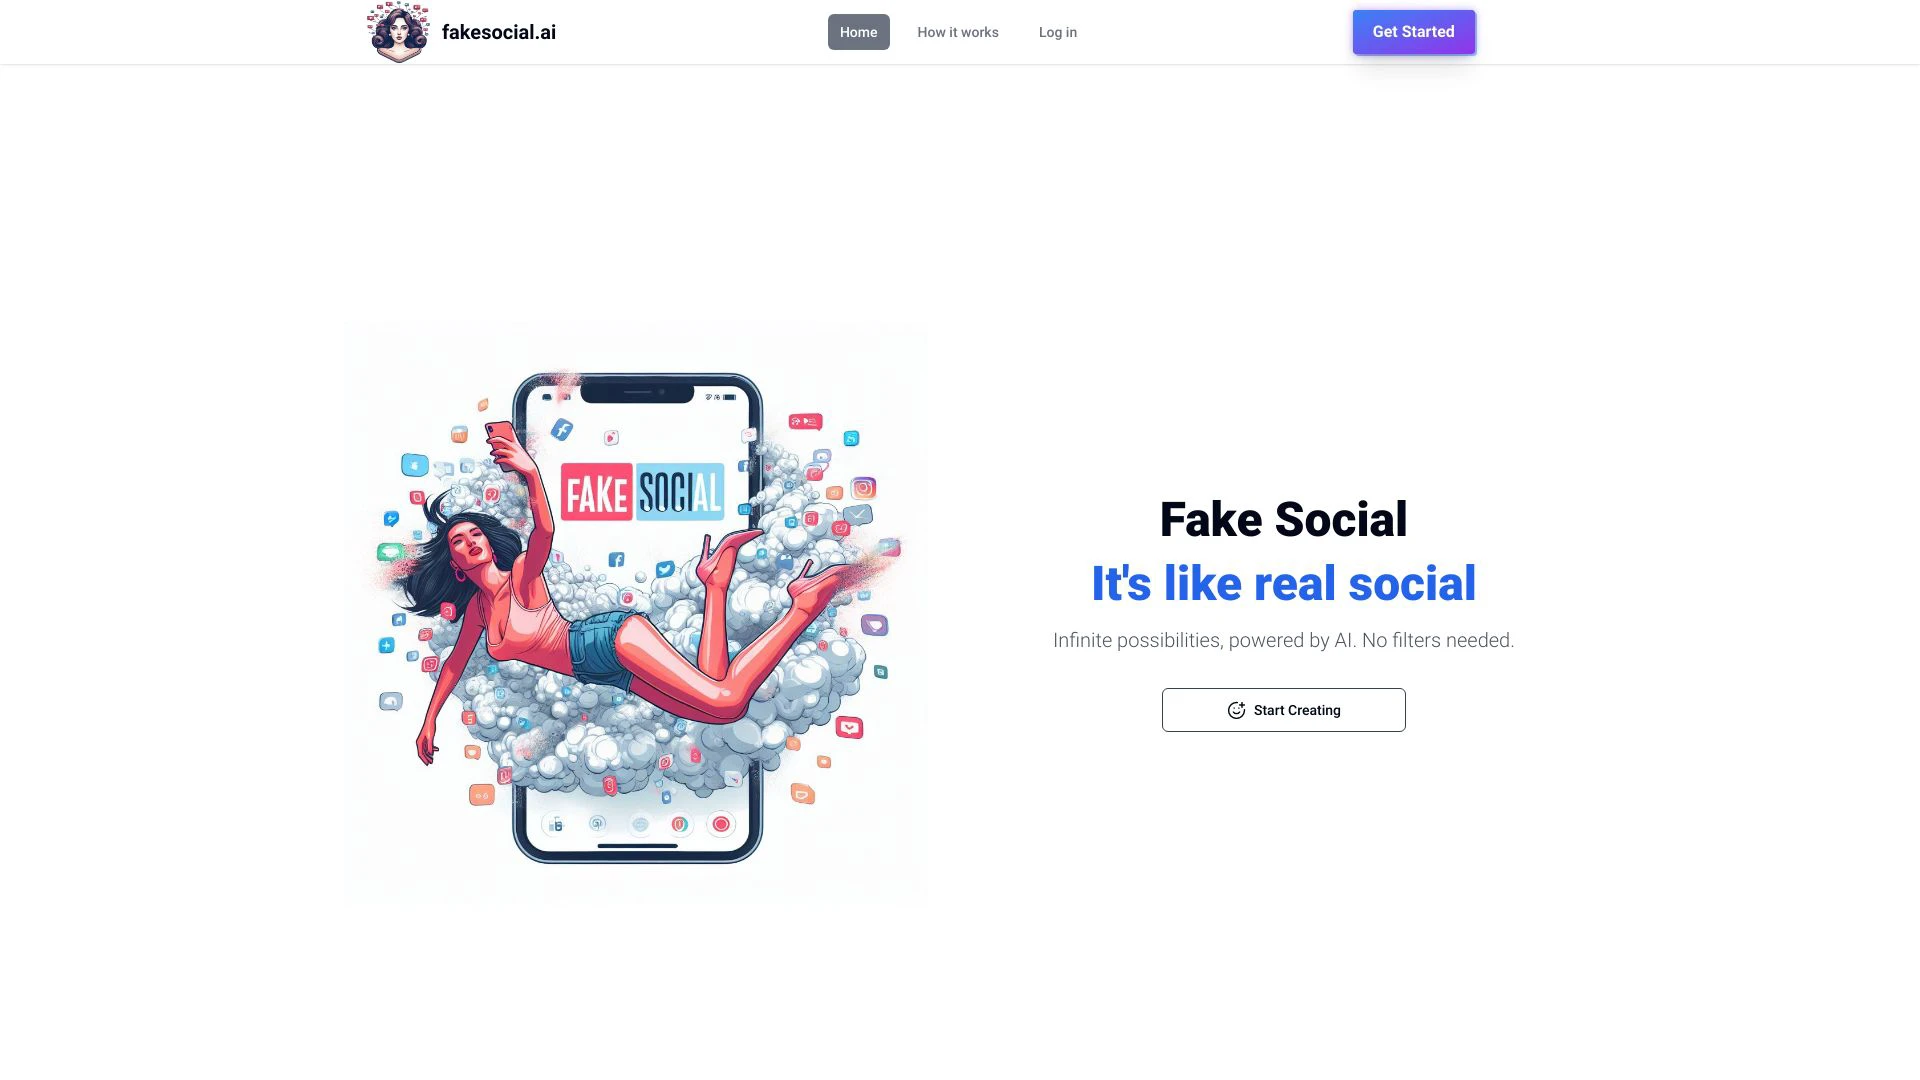 fakesocial.ai
Home
How it works
Log in
Get Started
FAKE SOCIAL
Fake Social
It's like real social
Infinite possibilities, powered by AI. No filters needed.
Start Creating